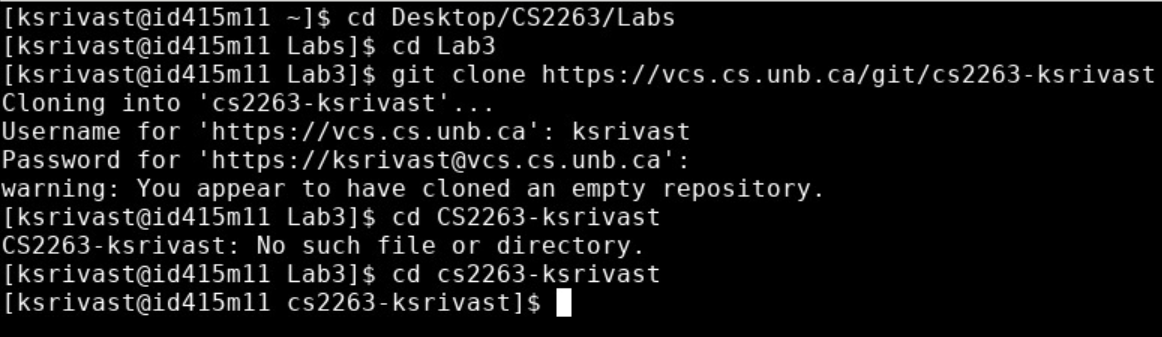 [ksrivast@id415m11 ~]$ cd Desktop/CS2263/Labs
[ksrivast@id415m11 Labs]$ cd Lab3
[ksrivast@id415m11 Lab3]$ git clone https://vcs.cs.unb.ca/git/cs2263-ksrivast
Cloning into 'cs2263-ksrivast'...
Username for 'https://vcs.cs.unb.ca': ksrivast
Password for 'https://ksrivast@vcs.cs.unb.ca':
warning: You appear to have cloned an empty repository.
[ksrivast@id415m11 Lab3]$ cd CS2263-ksrivast
CS2263-ksrivast: No such file or directory.
[ksrivast@id415m11 Lab3]$ cd cs2263-ksrivast
[ksrivast@id415m11 cs2263-ksrivast]$